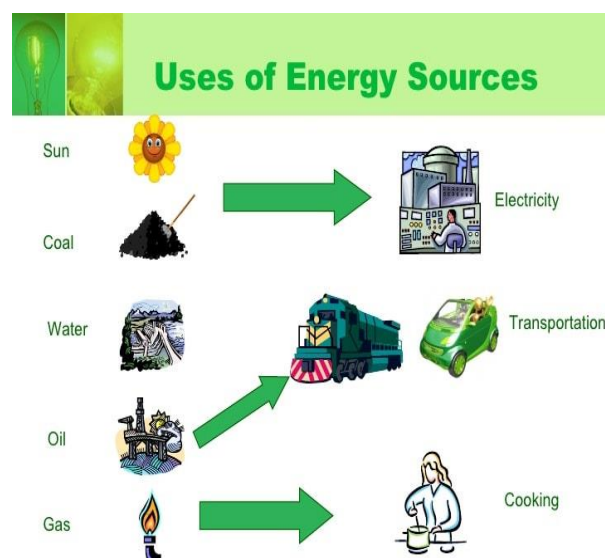 Uses of Energy Sources
Sun
Electricity
Coal
Water
Transportation
Oil
Cooking
Gas